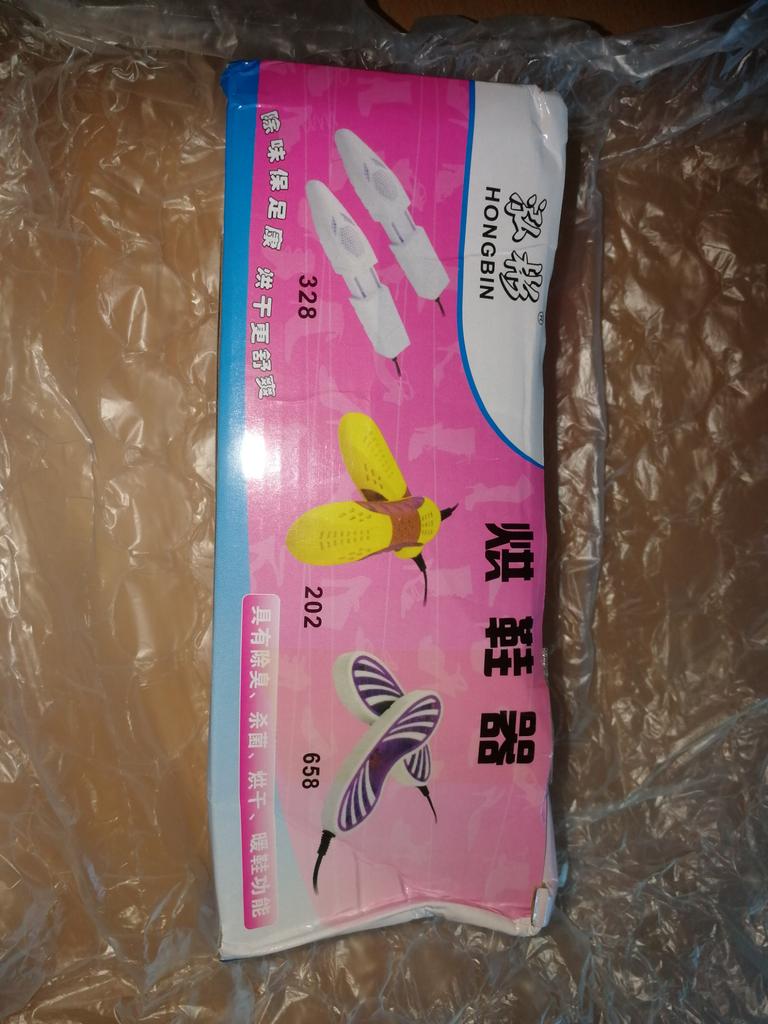 泓彬®
HONGBIN
烘鞋器
328
202
658
除味保足康 烘干更舒爽
具有除臭、杀菌、烘干、暖鞋功能